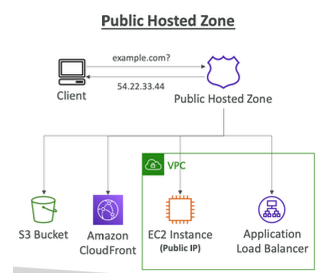 Public Hosted Zone
example.com?
54.22.33.44
Client
Public Hosted Zone
VPC
S3 Bucket
Amazon
CloudFront
EC2 Instance
(Public IP)
Application
Load Balancer